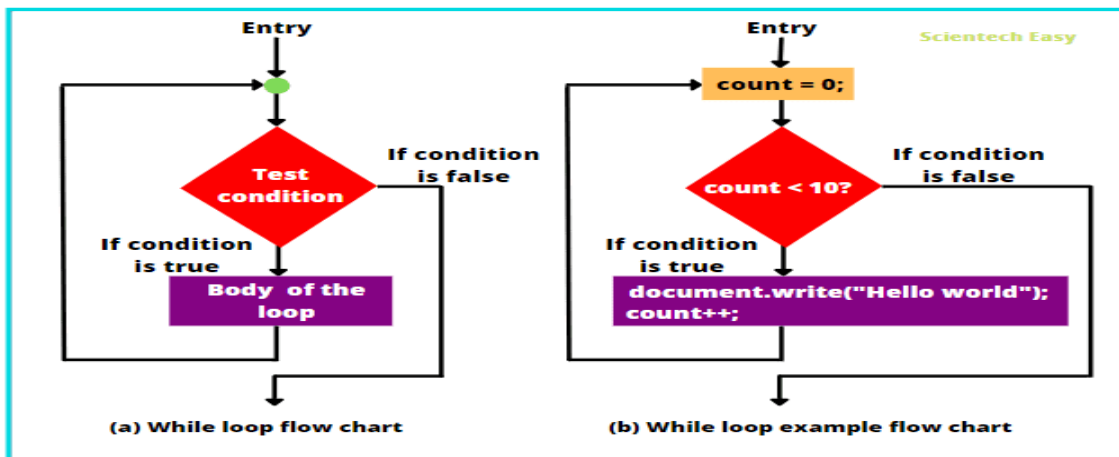 Entry
Test
condition
If condition
is false
If condition
is true
Body of the
loop
(a) While loop flow chart
Scientech Easy
Entry
count = 0;
count < 10?
If condition
is false
If condition
is true
document.write("Hello world");
count++;
(b) While loop example flow chart